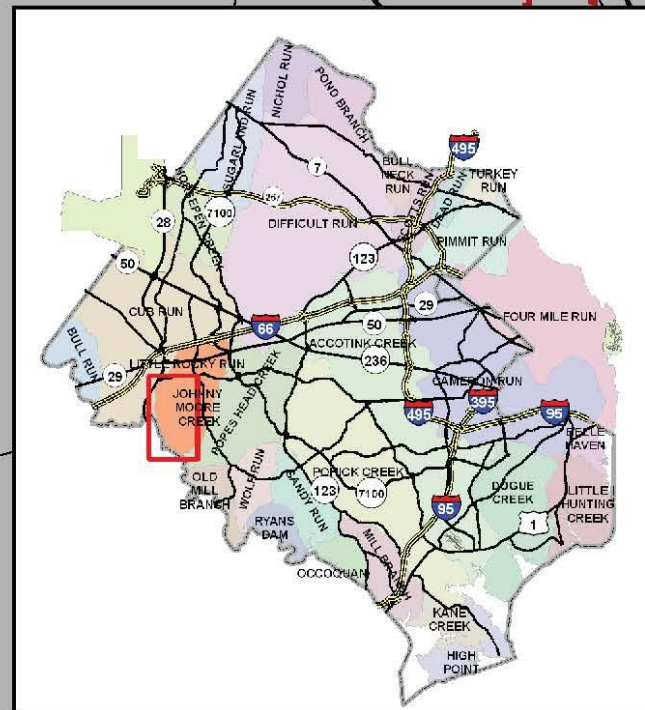 NICHOL RUN
POND BRANCH
SUGARLAND RUN
495
BULL
NECK
RUN
TURKEY
RUN
SCOTTS RUN
DEAD RUN
7
HORSEPEN CREEK
267
28
7100
DIFFICULT RUN
PIMMIT RUN
123
50
29
CUB RUN
66
50
FOUR MILE RUN
BULL RUN
ACCOTINK CREEK
236
LITTLE ROCKY RUN
29
CAMERON RUN
JOHNNY
MOORE
CREEK
POPES HEAD CREEK
495
395
95
BELLE
HAVEN
OLD
MILL
BRANCH
WOLF RUN
SANDY RUN
POHICK CREEK
123
7100
DOGUE
CREEK
LITTLE
HUNTING
CREEK
95
1
RYANS
DAM
MILL BRANCH
OCCOQUAN
KANE
CREEK
HIGH
POINT